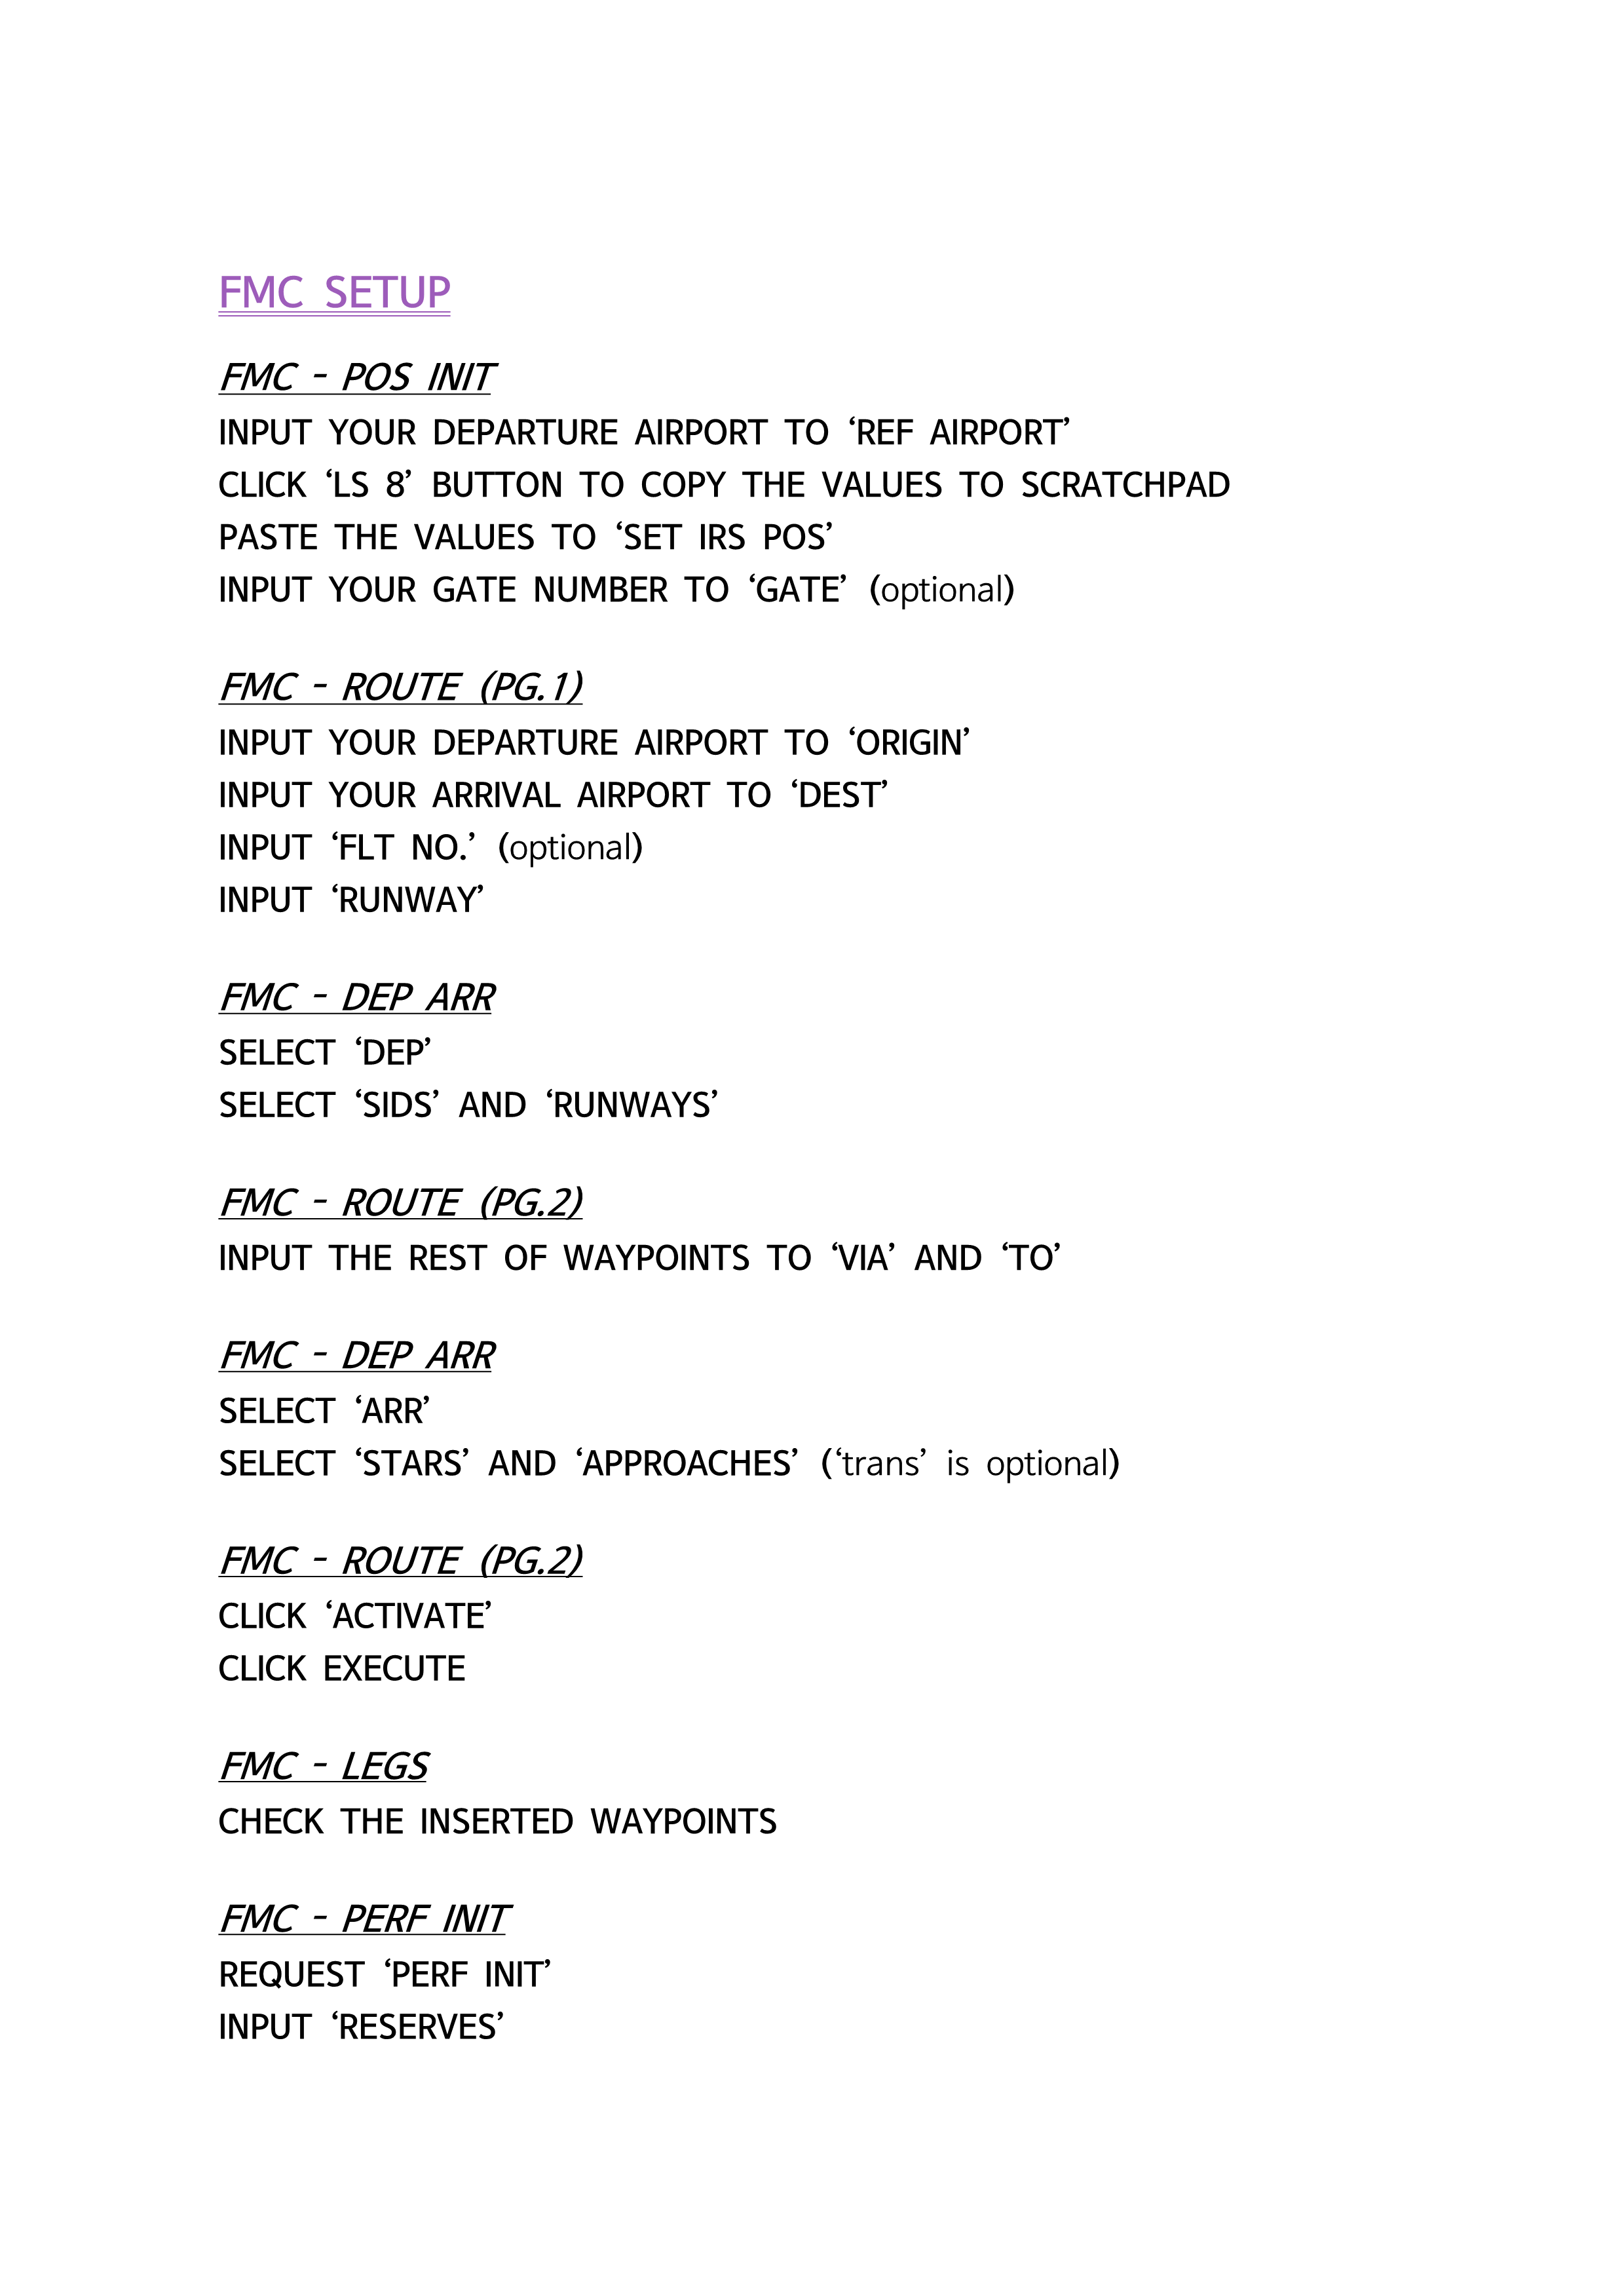 FMC SETUP
FMC - POS INIT
INPUT YOUR DEPARTURE AIRPORT TO ‘REF AIRPORT’
CLICK ‘LS 8’ BUTTON TO COPY THE VALUES TO SCRATCHPAD
PASTE THE VALUES TO ‘SET IRS POS’
INPUT YOUR GATE NUMBER TO ‘GATE’ (optional)
FMC - ROUTE (PG.1)
INPUT YOUR DEPARTURE AIRPORT TO ‘ORIGIN’
INPUT YOUR ARRIVAL AIRPORT TO ‘DEST’
INPUT ‘FLT NO.’ (optional)
INPUT ‘RUNWAY’
FMC - DEP ARR
SELECT ‘DEP’
SELECT ‘SIDS’ AND ‘RUNWAYS’
FMC - ROUTE (PG.2)
INPUT THE REST OF WAYPOINTS TO ‘VIA’ AND ‘TO’
FMC - DEP ARR
SELECT ‘ARR’
SELECT ‘STARS’ AND ‘APPROACHES’ (‘trans’ is optional)
FMC - ROUTE (PG.2)
CLICK ‘ACTIVATE’
CLICK EXECUTE
FMC - LEGS
CHECK THE INSERTED WAYPOINTS
FMC - PERF INIT
REQUEST ‘PERF INIT’
INPUT ‘RESERVES’